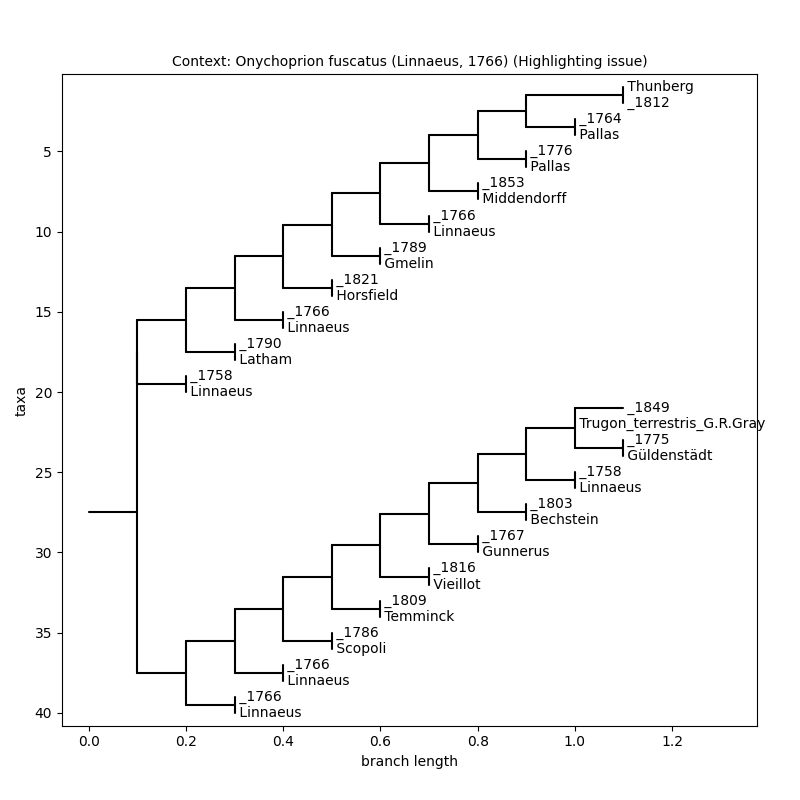 Context: Onychoprion fuscatus (Linnaeus, 1766) (Highlighting issue)
Thunberg
_1812
_1764
Pallas
_1776
Pallas
_1853
Middendorff
_1766
Linnaeus
_1789
Gmelin
_1821
Horsfield
_1766
Linnaeus
_1790
Latham
_1758
Linnaeus
_1849
Trugon_terrestris_G.R.Gray
_1775
Güldenstädt
_1758
Linnaeus
_1803
Bechstein
_1767
Gunnerus
_1816
Vieillot
_1809
Temminck
_1786
Scopoli
_1766
Linnaeus
_1766
Linnaeus
5
10
15
20
25
30
35
40
taxa
0.0 0.2 0.4 0.6 0.8 1.0 1.2
branch length